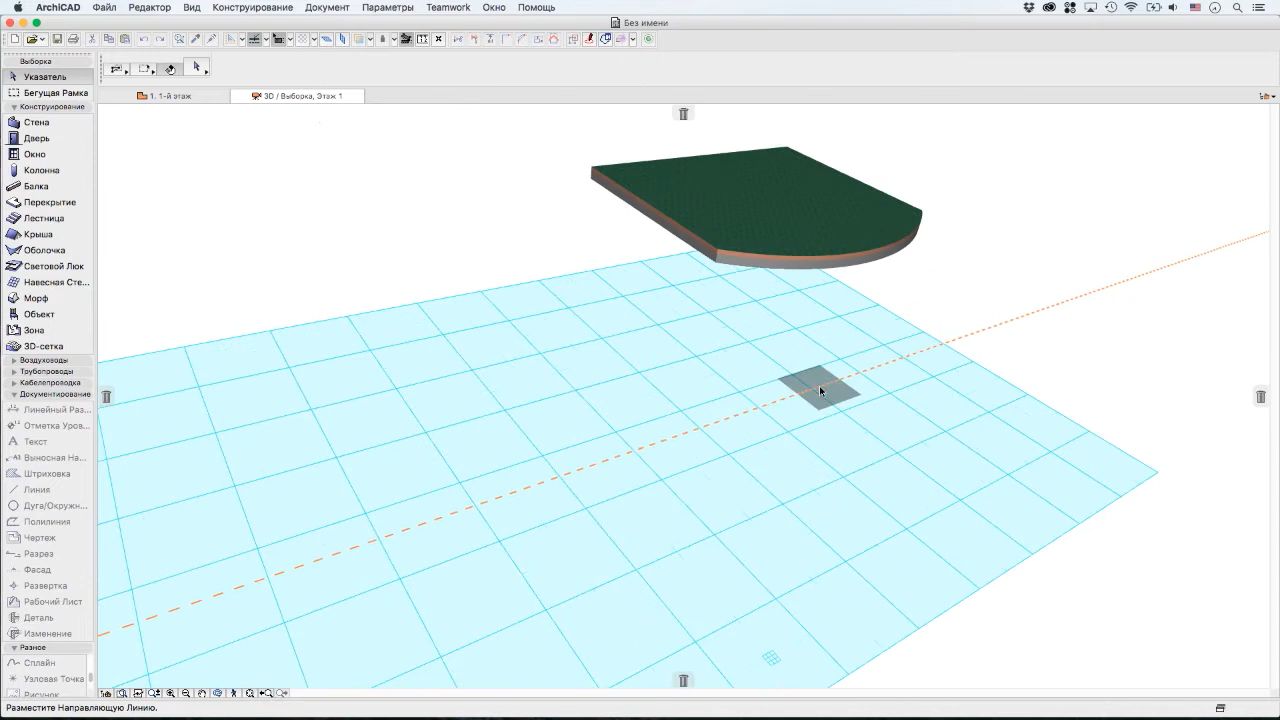 ArchiCAD Файл Редактор Вид Конструирование Документ Параметры Teamwork Окно Помощь
Без имени
Выборка
Указатель
Бегущая Рамка
1. 1-й этаж
3D / Выборка, Этаж 1
Конструирование
Стена
Дверь
Окно
Колонна
Балка
Перекрытие
Лестница
Крыша
Оболочка
Световой Люк
Навесная Сте...
Морф
Объект
Зона
3D-сетка
Воздуховоды
Трубопроводы
Кабелепроводка
Документирование
Линейный Раз...
Отметка Уров...
Текст
Выносная На...
Штриховка
Линия
Дуга/Окружн...
Полилиния
Чертеж
Разрез
Фасад
Развертка
Рабочий Лист
Деталь
Изменение
Разное
Сплайн
Узловая Точка
Рисунок
Разместите Направляющую Линию.